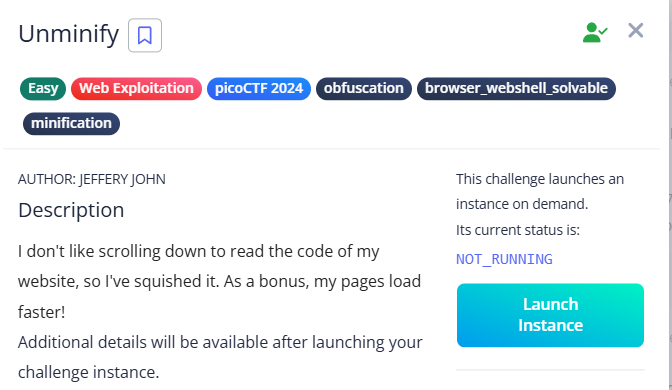 Unminify
Easy Web Exploitation picoCTF 2024 obfuscation browser_webshell_solvable
minification
AUTHOR: JEFFERY JOHN
Description
I don't like scrolling down to read the code of my
website, so I've squished it. As a bonus, my pages load
faster!
Additional details will be available after launching your
challenge instance.
This challenge launches an
instance on demand.
Its current status is:
NOT_RUNNING
Launch
Instance